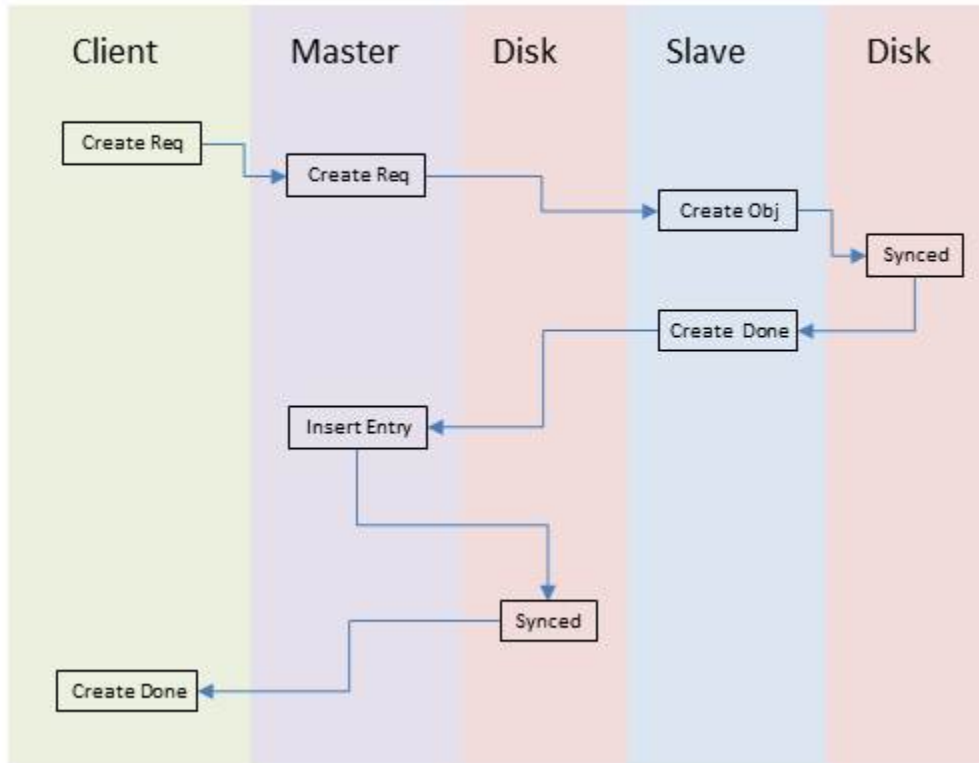 Client
Master
Disk
Slave
Disk
Create Req
Create Req
Create Obj
Synced
Create Done
Insert Entry
Synced
Create Done